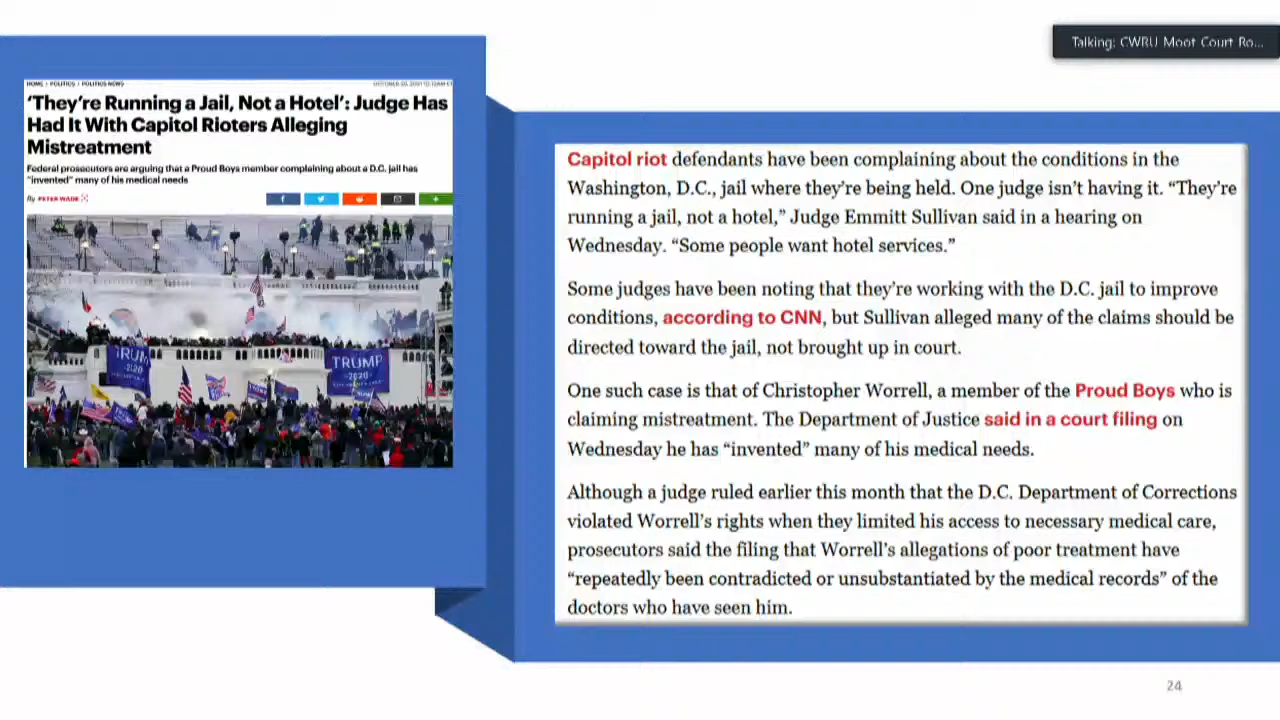 Talking: CWRU Moot Court Ro...
HOME > POLITICS > POLITICS NEWS
'They're Running a Jail, Not a Hotel': Judge Has
Had It With Capitol Rioters Alleging
Mistreatment
Federal prosecutors are arguing that a Proud Boys member complaining about a D.C. jail has
"invented" many of his medical needs
By PETER WADE
TRUMP
2020
TRUMP
2020
Capitol riot defendants have been complaining about the conditions in the
Washington, D.C., jail where they're being held. One judge isn't having it. “They're
running a jail, not a hotel,” Judge Emmitt Sullivan said in a hearing on
Wednesday. “Some people want hotel services.”
Some judges have been noting that they're working with the D.C. jail to improve
conditions, according to CNN, but Sullivan alleged many of the claims should be
directed toward the jail, not brought up in court.
One such case is that of Christopher Worrell, a member of the Proud Boys who is
claiming mistreatment. The Department of Justice said in a court filing on
Wednesday he has “invented” many of his medical needs.
Although a judge ruled earlier this month that the D.C. Department of Corrections
violated Worrell's rights when they limited his access to necessary medical care,
prosecutors said the filing that Worrell's allegations of poor treatment have
“repeatedly been contradicted or unsubstantiated by the medical records” of the
doctors who have seen him.
24